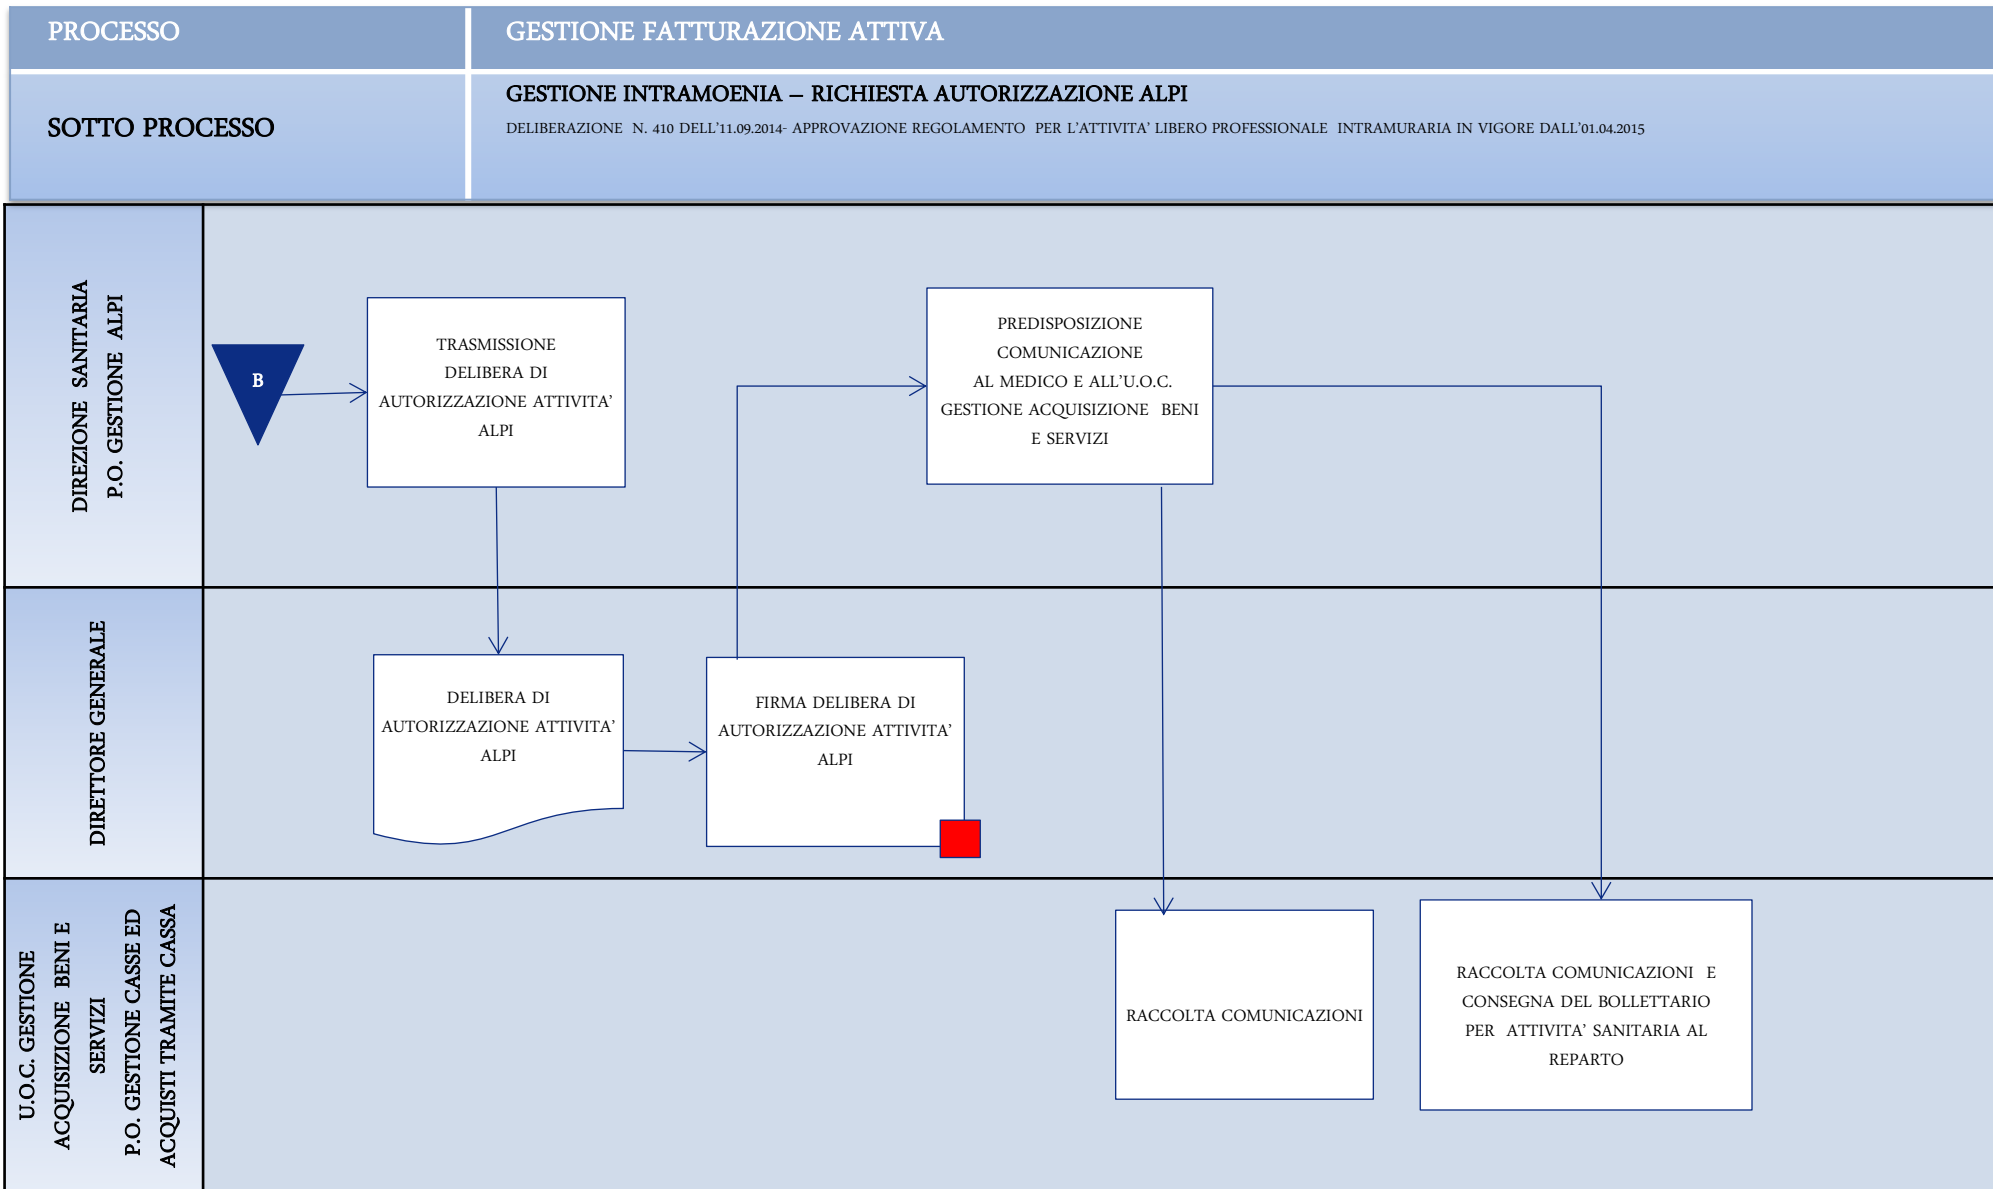 PROCESSO
GESTIONE FATTURAZIONE ATTIVA
SOTTO PROCESSO
GESTIONE INTRAMOENIA – RICHIESTA AUTORIZZAZIONE ALPI
DELIBERAZIONE N. 410 DELL'11.09.2014- APPROVAZIONE REGOLAMENTO PER L'ATTIVITA' LIBERO PROFESSIONALE INTRAMURARIA IN VIGORE DALL'01.04.2015
DIREZIONE SANITARIA
P.O. GESTIONE ALPI
B
TRASMISSIONE
DELIBERA DI
AUTORIZZAZIONE ATTIVITA'
ALPI
PREDISPOSIZIONE
COMUNICAZIONE
AL MEDICO E ALL'U.O.C.
GESTIONE ACQUISIZIONE BENI
E SERVIZI
DIRETTORE GENERALE
DELIBERA DI
AUTORIZZAZIONE ATTIVITA'
ALPI
FIRMA DELIBERA DI
AUTORIZZAZIONE ATTIVITA'
ALPI
U.O.C. GESTIONE
ACQUISIZIONE BENI E
SERVIZI
P.O. GESTIONE CASSE ED
ACQUISTI TRAMITE CASSA
RACCOLTA COMUNICAZIONI
RACCOLTA COMUNICAZIONI E
CONSEGNA DEL BOLLETTARIO
PER ATTIVITA' SANITARIA AL
REPARTO